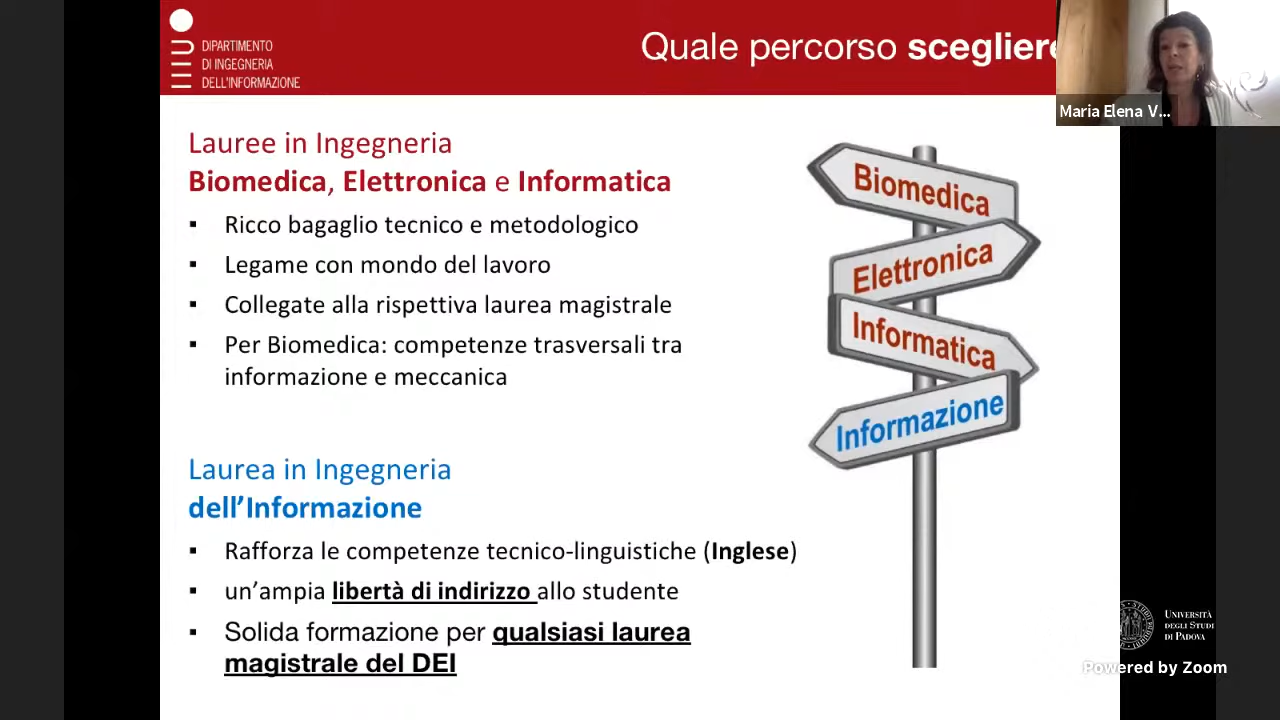 DIPARTIMENTO
DI INGEGNERIA
DELL'INFORMAZIONE
Quale percorso scegliere
Maria Elena V...
Lauree in Ingegneria
Biomedica, Elettronica e Informatica
▪ Ricco bagaglio tecnico e metodologico
▪ Legame con mondo del lavoro
▪ Collegate alla rispettiva laurea magistrale
▪ Per Biomedica: competenze trasversali tra
informazione e meccanica
Biomedica
Elettronica
Informatica
Informazione
Laurea in Ingegneria
dell’Informazione
▪ Rafforza le competenze tecnico-linguistiche (Inglese)
▪ un’ampia libertà di indirizzo allo studente
▪ Solida formazione per qualsiasi laurea
magistrale del DEI
UNIVERSITÀ
DEGLI STUDI
DI PADOVA
Powered by Zoom